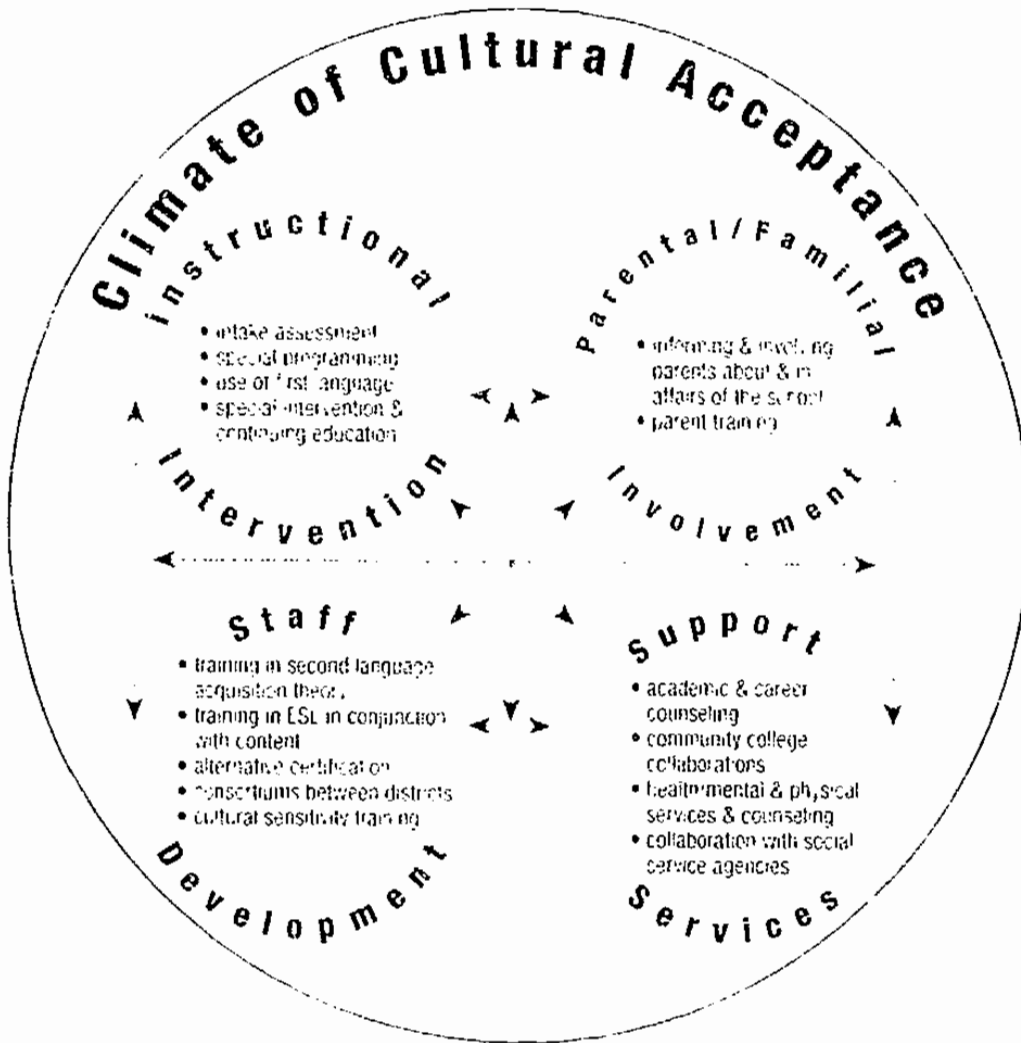 Climate of Cultural Acceptance
instructional
• intake assessment
• special programming
• use of first language
• special intervention &
continuing education
Intervention
Parental/Familial
• informing & involving
parents about & in
affairs of the school
• parent training
Involvement
Staff
• training in second language
acquisition theory
• training in ESL in conjunction
with content
• alternative certification
• consortiums between districts
• cultural sensitivity training
Development
Support
• academic & career
counseling
• community college
collaborations
• health/mental & physical
services & counseling
• collaboration with social
service agencies
Services